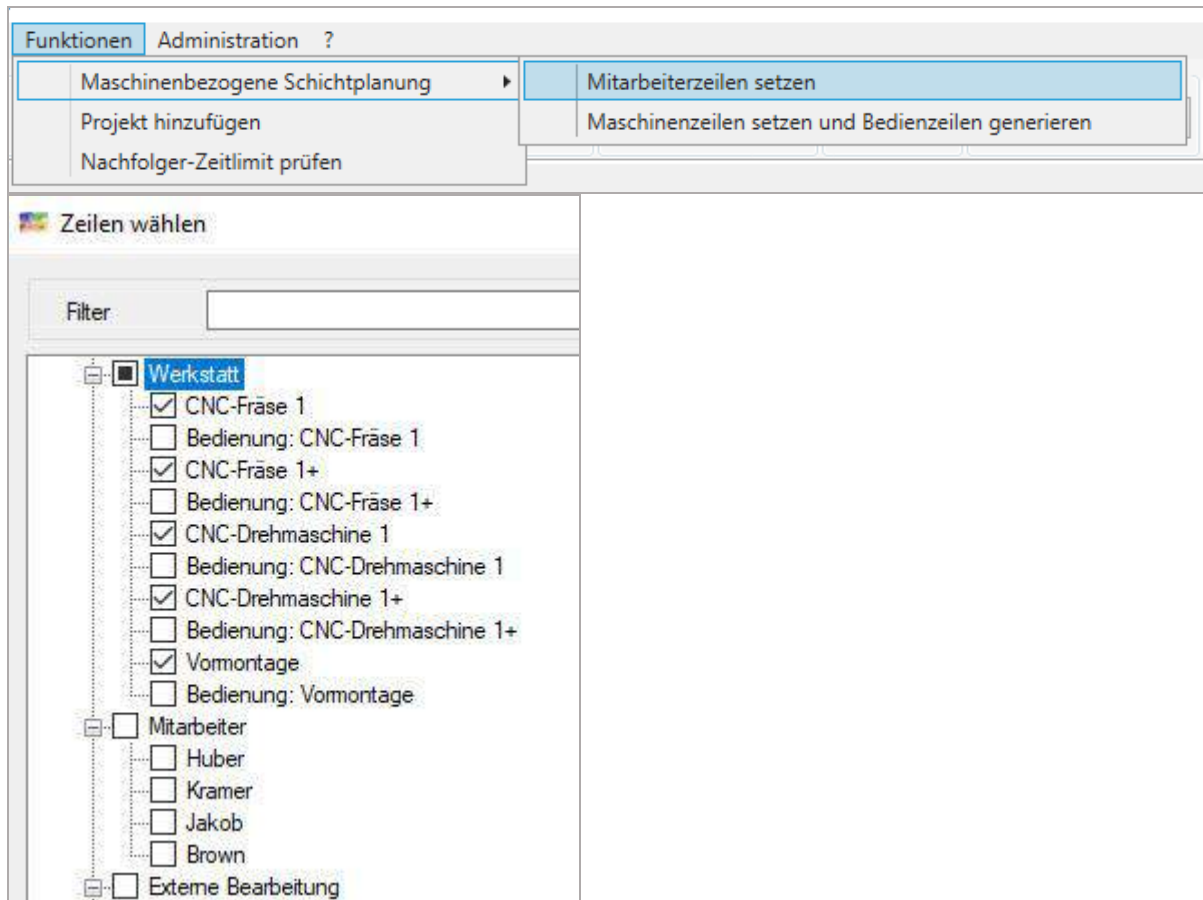 Funktionen Administration ?
Maschinenbezogene Schichtplanung
Mitarbeiterzeilen setzen
Projekt hinzufügen
Maschinenzeilen setzen und Bedienzeilen generieren
Nachfolger-Zeitlimit prüfen
Zeilen wählen
Filter
Werkstatt
CNC-Fräse 1
Bedienung: CNC-Fräse 1
CNC-Fräse 1+
Bedienung: CNC-Fräse 1+
CNC-Drehmaschine 1
Bedienung: CNC-Drehmaschine 1
CNC-Drehmaschine 1+
Bedienung: CNC-Drehmaschine 1+
Vormontage
Bedienung: Vormontage
Mitarbeiter
Huber
Kramer
Jakob
Brown
Externe Bearbeitung